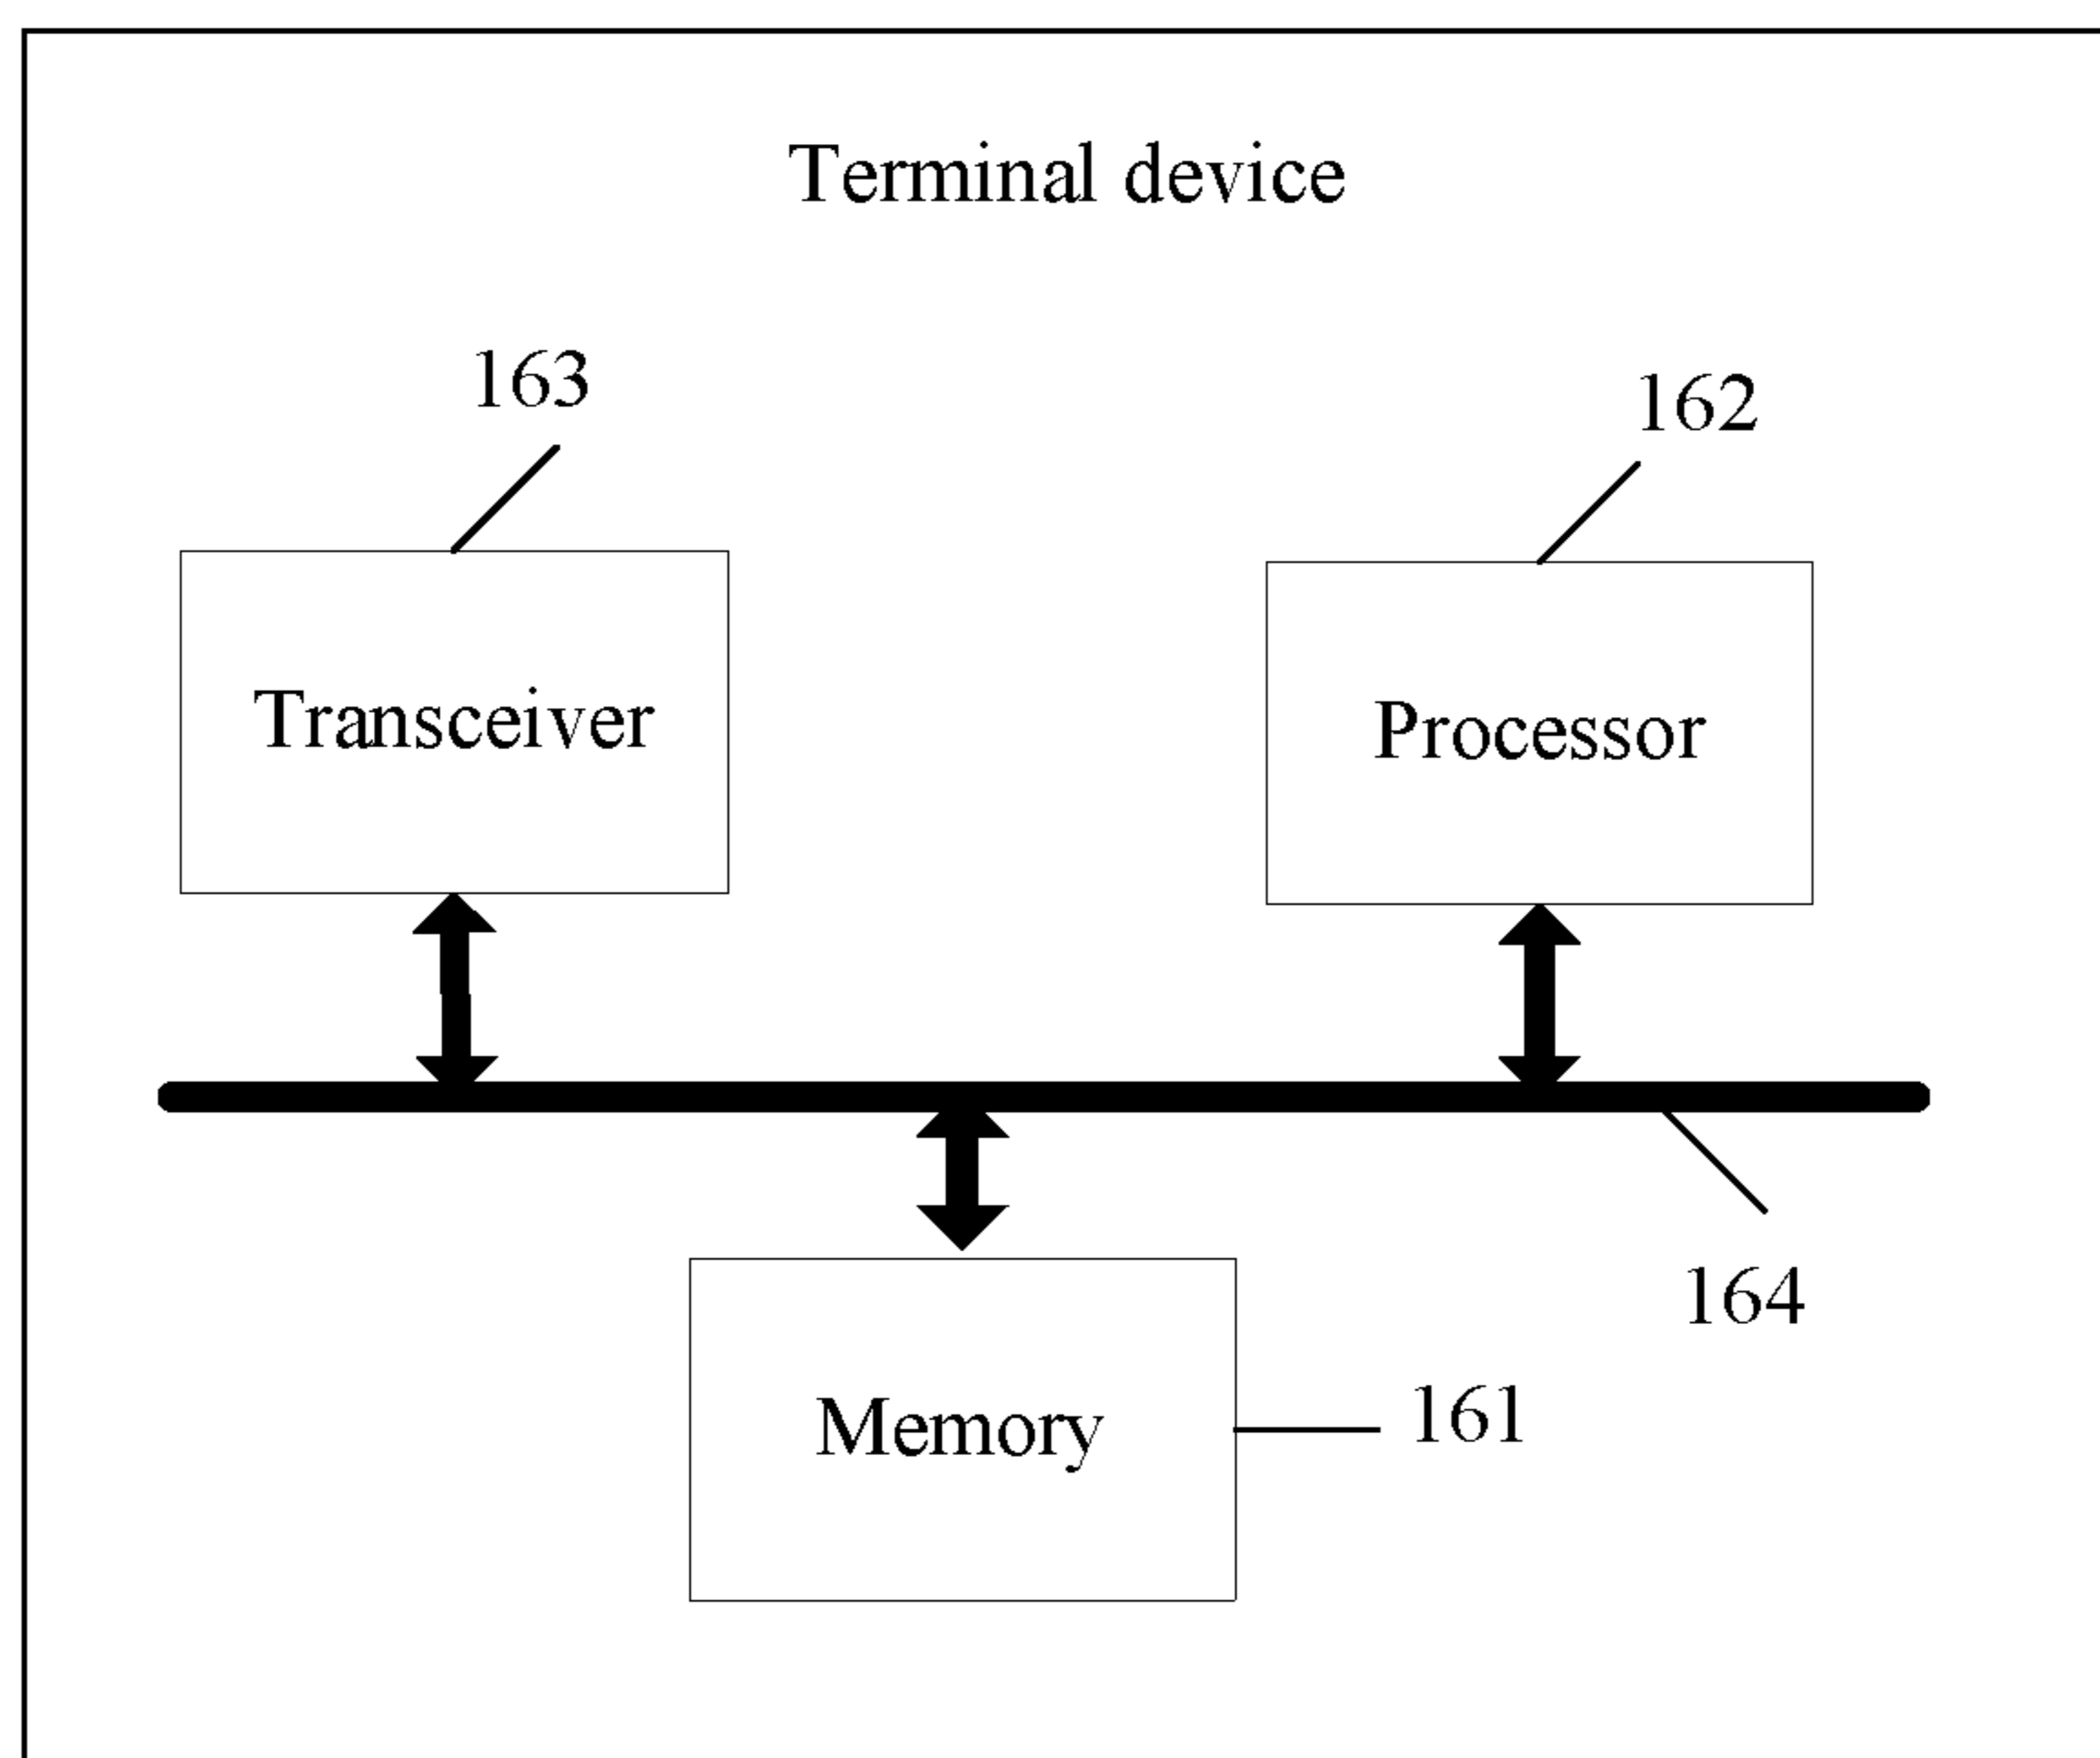 Terminal device
163
162
Transceiver
Processor
164
161
Memory